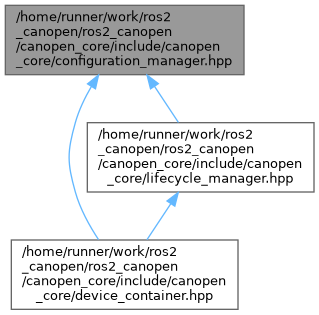 /home/runner/work/ros2
_canopen/ros2_canopen
/canopen_core/include/canopen
_core/configuration_manager.hpp
/home/runner/work/ros2
_canopen/ros2_canopen
/canopen_core/include/canopen
_core/lifecycle_manager.hpp
/home/runner/work/ros2
_canopen/ros2_canopen
/canopen_core/include/canopen
_core/device_container.hpp